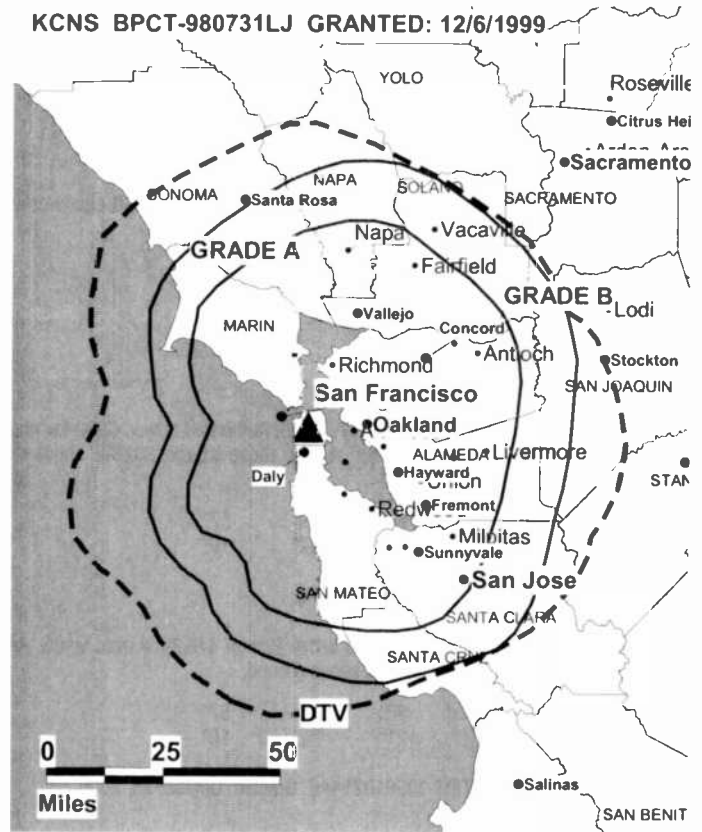 KCNS BPCT-980731LJ GRANTED: 12/6/1999
YOLO
Roseville
Citrus Hei
Sacramento
NAPA
SONOMA
Santa Rosa
SOLANO
SACRAMENTO
Napa
Vacaville
GRADE A
Fairfield
GRADE B
Lodi
Vallejo
MARIN
Concord
Antioch
Richmond
Stockton
SAN JOAQUIN
San Francisco
Oakland
ALAMEDA
Livermore
Daly
Hayward
STAN
Union
Redw
Fremont
Milpitas
Sunnyvale
San Jose
SAN MATEO
SANTA CLARA
SANTA CRUZ
DTV
0 25 50
Miles
Salinas
SAN BENIT